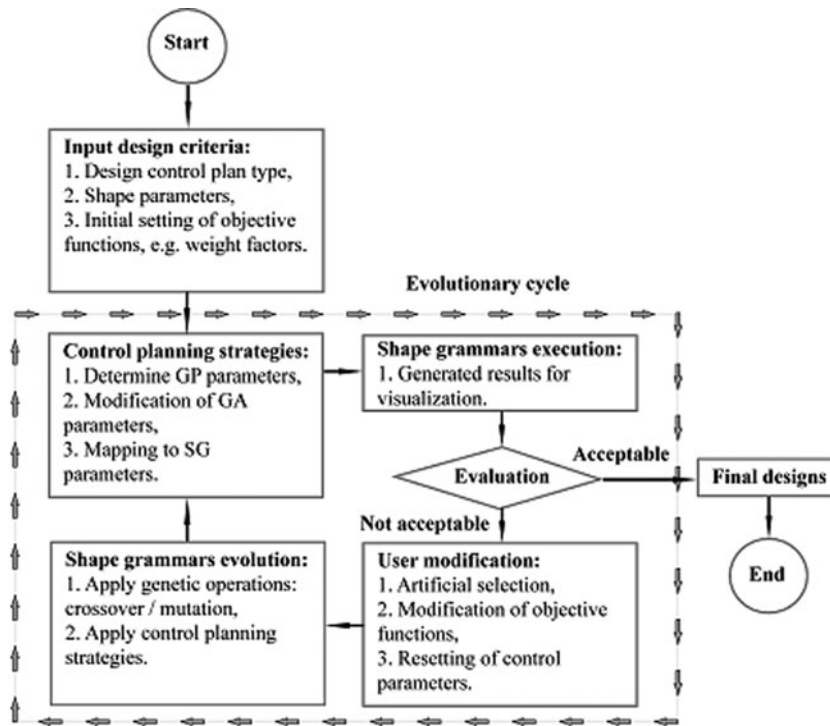 Start
Input design criteria:
1. Design control plan type,
2. Shape parameters,
3. Initial setting of objective
functions, e.g. weight factors.
Evolutionary cycle
Control planning strategies:
1. Determine GP parameters,
2. Modification of GA
parameters,
3. Mapping to SG
parameters.
Shape grammars execution:
1. Generated results for
visualization.
Evaluation
Acceptable
Final designs
End
Not acceptable
User modification:
1. Artificial selection,
2. Modification of objective
functions,
3. Resetting of control
parameters.
Shape grammars evolution:
1. Apply genetic operations:
crossover / mutation,
2. Apply control planning
strategies.